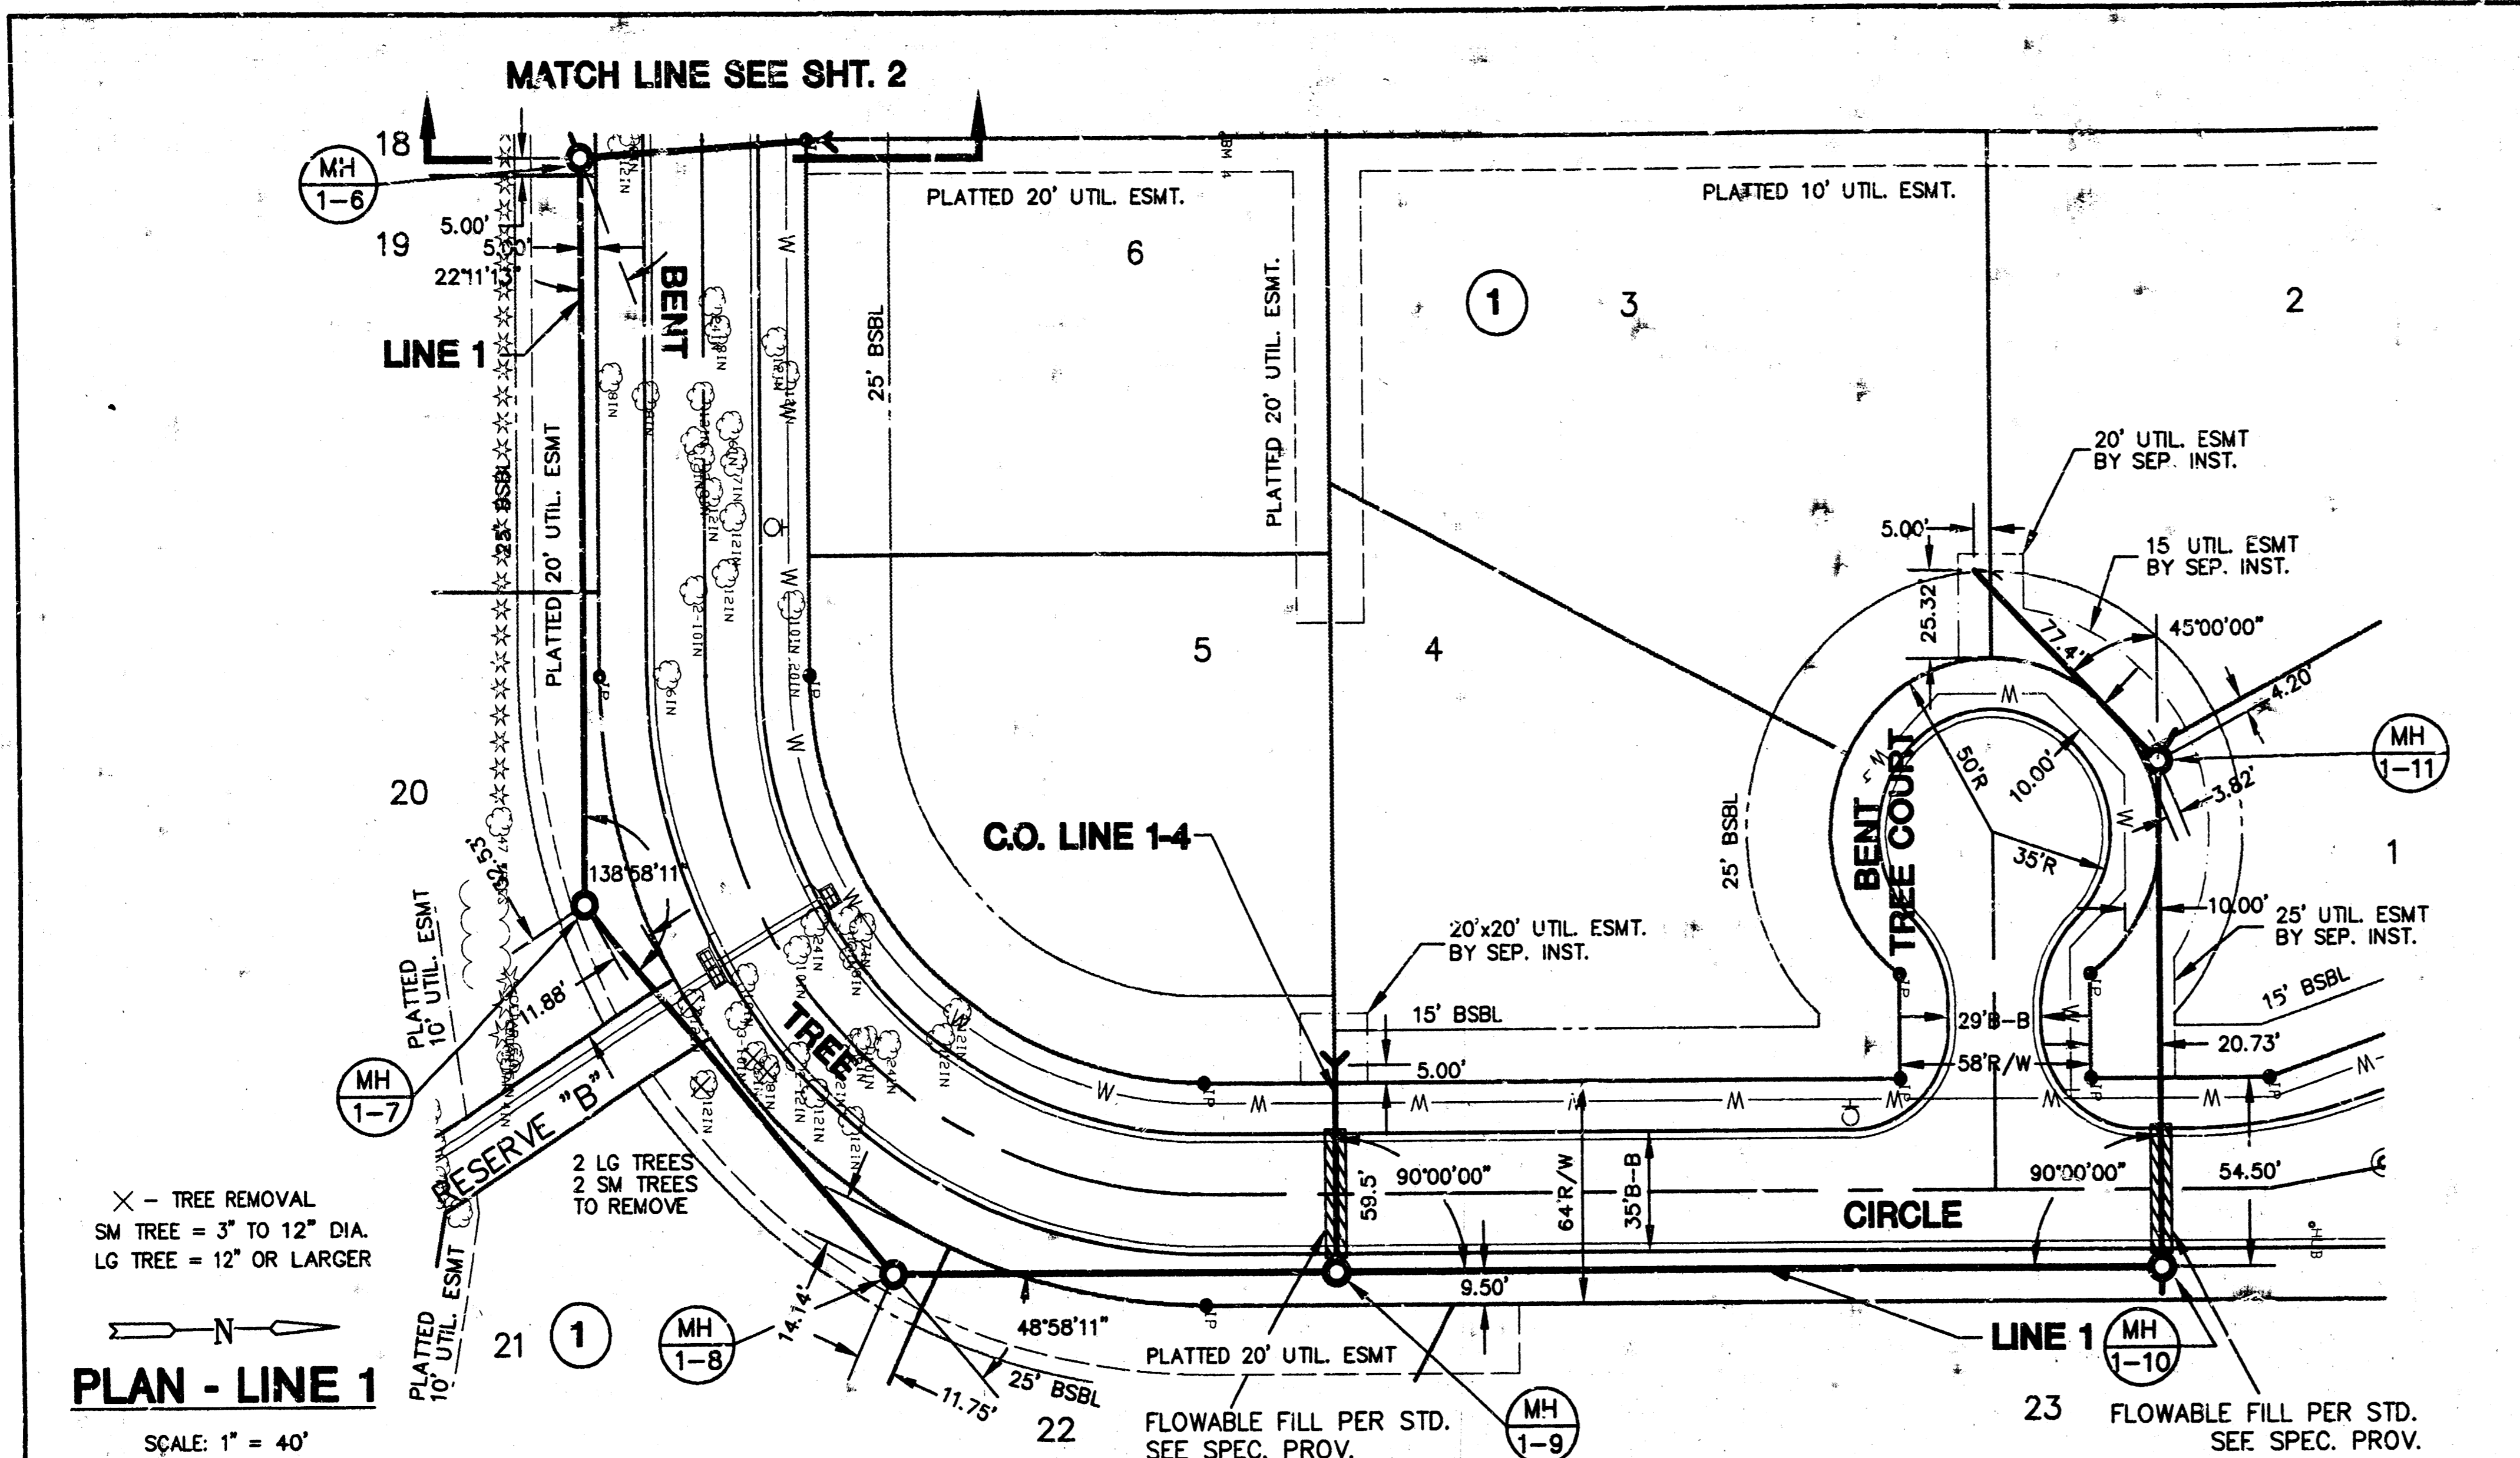 MATCH LINE SEE SHT. 2
18
MH
1-6
5.00'
19
22°11'13"
LINE 1
BENT
25' BSBL
PLATTED 20' UTIL. ESMT
25' BSBL
PLATTED 20' UTIL. ESMT.
6
PLATTED 20' UTIL. ESMT.
PLATTED 10' UTIL. ESMT.
1
3
2
20' UTIL. ESMT
BY SEP. INST.
5.00'
15 UTIL. ESMT
BY SEP. INST.
25.32'
77.4'
45°00'00"
4.20'
MH
1-11
3.82'
5
4
20
C.O. LINE 1-4
25' BSBL
BENT
TREE COURT
50'R
10.00'
35'R
1
138°58'11"
10.00'
25' UTIL. ESMT
BY SEP. INST.
20'x20' UTIL. ESMT.
BY SEP. INST.
PLATTED
10' UTIL. ESMT
11.88'
TREE
15' BSBL
15' BSBL
29'B-B
20.73'
58'R/W
5.00'
MH
1-7
RESERVE "B"
2 LG TREES
2 SM TREES
TO REMOVE
59.5'
90°00'00"
64'R/W
35'B-B
90°00'00"
54.50'
CIRCLE
HUB
X - TREE REMOVAL
SM TREE = 3" TO 12" DIA.
LG TREE = 12" OR LARGER
9.50'
N
PLAN - LINE 1
SCALE: 1" = 40'
PLATTED
10' UTIL. ESMT
21
1
MH
1-8
14.14'
48°58'11"
11.75'
25' BSBL
22
PLATTED 20' UTIL. ESMT
FLOWABLE FILL PER STD.
SEE SPEC. PROV.
MH
1-9
LINE 1
MH
1-10
23
FLOWABLE FILL PER STD.
SEE SPEC. PROV.